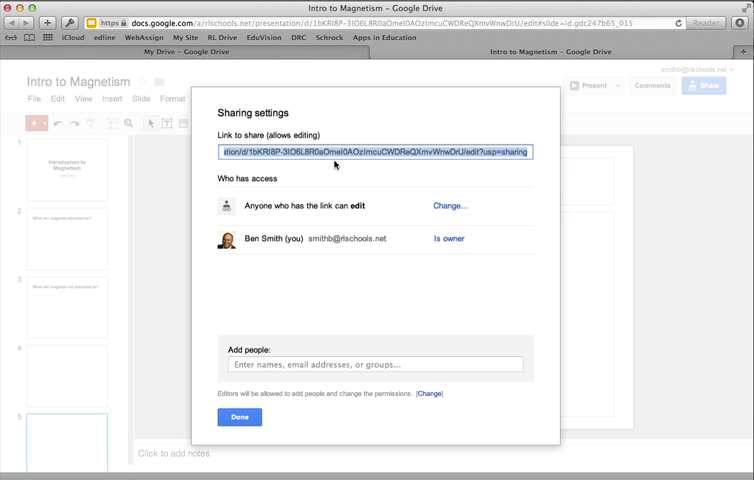 Intro to Magnetism – Google Drive
https docs.google.com/a/rlschools.net/presentation/d/1bKRI8P-3IO6L8R0aOmeI0AOzImcuCWDReQXmvWnwDrU/edit#slide=id.gdc247b65_015
Reader
iCloud edline WebAssign My Site RL Drive EduVision DRC Schrock Apps in Education
My Drive – Google Drive
Intro to Magnetism – Google Drive
smithb@rlschools.net
Intro to Magnetism
Present
Comments
Share
File Edit View Insert Slide Format
1
Introduction to
Magnetism
2
What are magnets attracted to?
3
What are magnets not attracted to?
4
5
Sharing settings
Link to share (allows editing)
ation/d/1bKRI8P-3IO6L8R0aOmeI0AOzImcuCWDReQXmvWnwDrU/edit?usp=sharing
Who has access
Anyone who has the link can edit
Change...
Ben Smith (you) smithb@rlschools.net
Is owner
Add people:
Enter names, email addresses, or groups...
Editors will be allowed to add people and change the permissions. [Change]
Done
Click to add notes